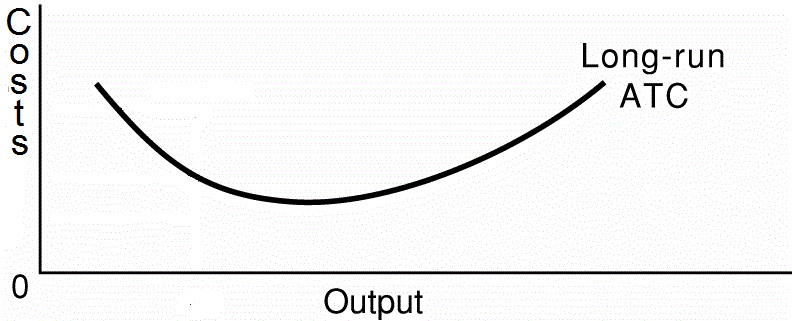 Costs
Long-run
ATC
0
Output